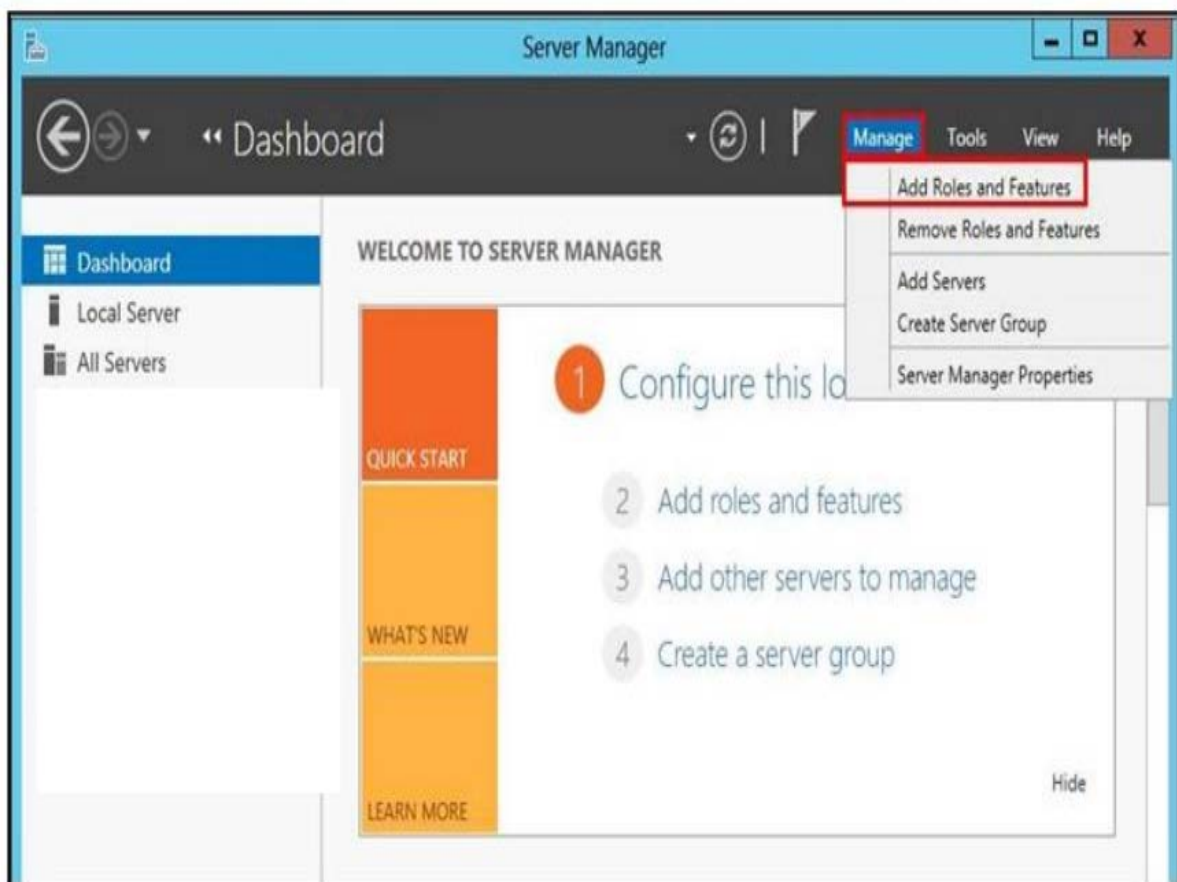 Server Manager
Dashboard
Manage Tools View Help
Add Roles and Features
Remove Roles and Features
Add Servers
Create Server Group
Server Manager Properties
Dashboard
Local Server
All Servers
WELCOME TO SERVER MANAGER
QUICK START
WHAT'S NEW
LEARN MORE
1 Configure this lo
2 Add roles and features
3 Add other servers to manage
4 Create a server group
Hide